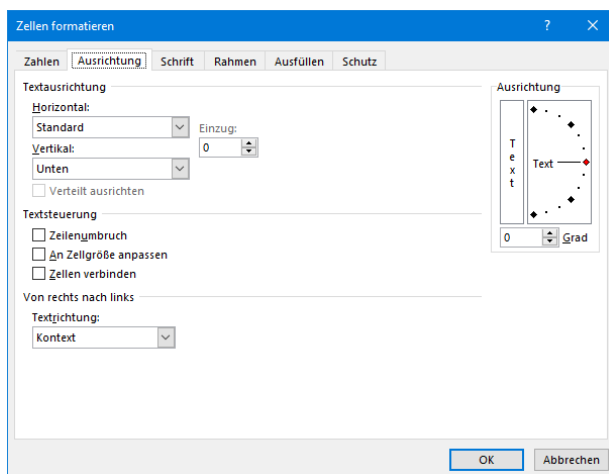 Zellen formatieren ?
Zahlen Ausrichtung Schrift Rahmen Ausfüllen Schutz
Textausrichtung
Horizontal:
Standard
Einzug:
0
Vertikal:
Unten
Verteilt ausrichten
Textsteuerung
Zeilenumbruch
An Zellgröße anpassen
Zellen verbinden
Von rechts nach links
Textrichtung:
Kontext
Ausrichtung
Text
Text
0 Grad
OK Abbrechen